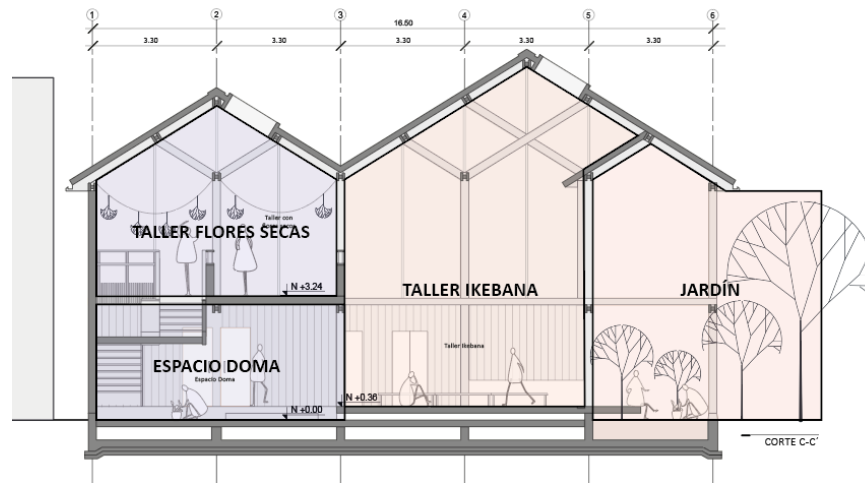 1 2 3 4 5 6
16.50
3.30 3.30 3.30 3.30 3.30
Taller con
TALLER FLORES SECAS
N +3.24
TALLER IKEBANA
JARDÍN
Taller Ikebana
ESPACIO DOMA
Espacio Doma
N +0.36
N +0.00
CORTE C-C´